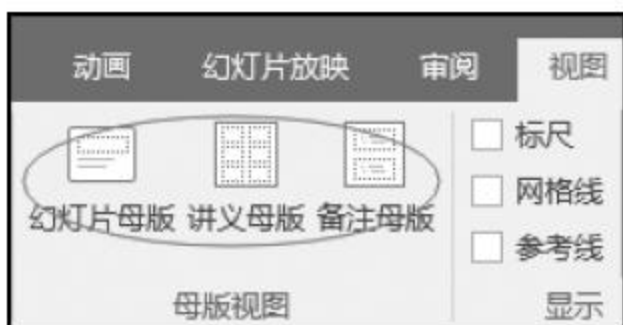 动画 幻灯片放映 审阅 视图
幻灯片母版 讲义母版 备注母版
标尺
网格线
参考线
母版视图 显示